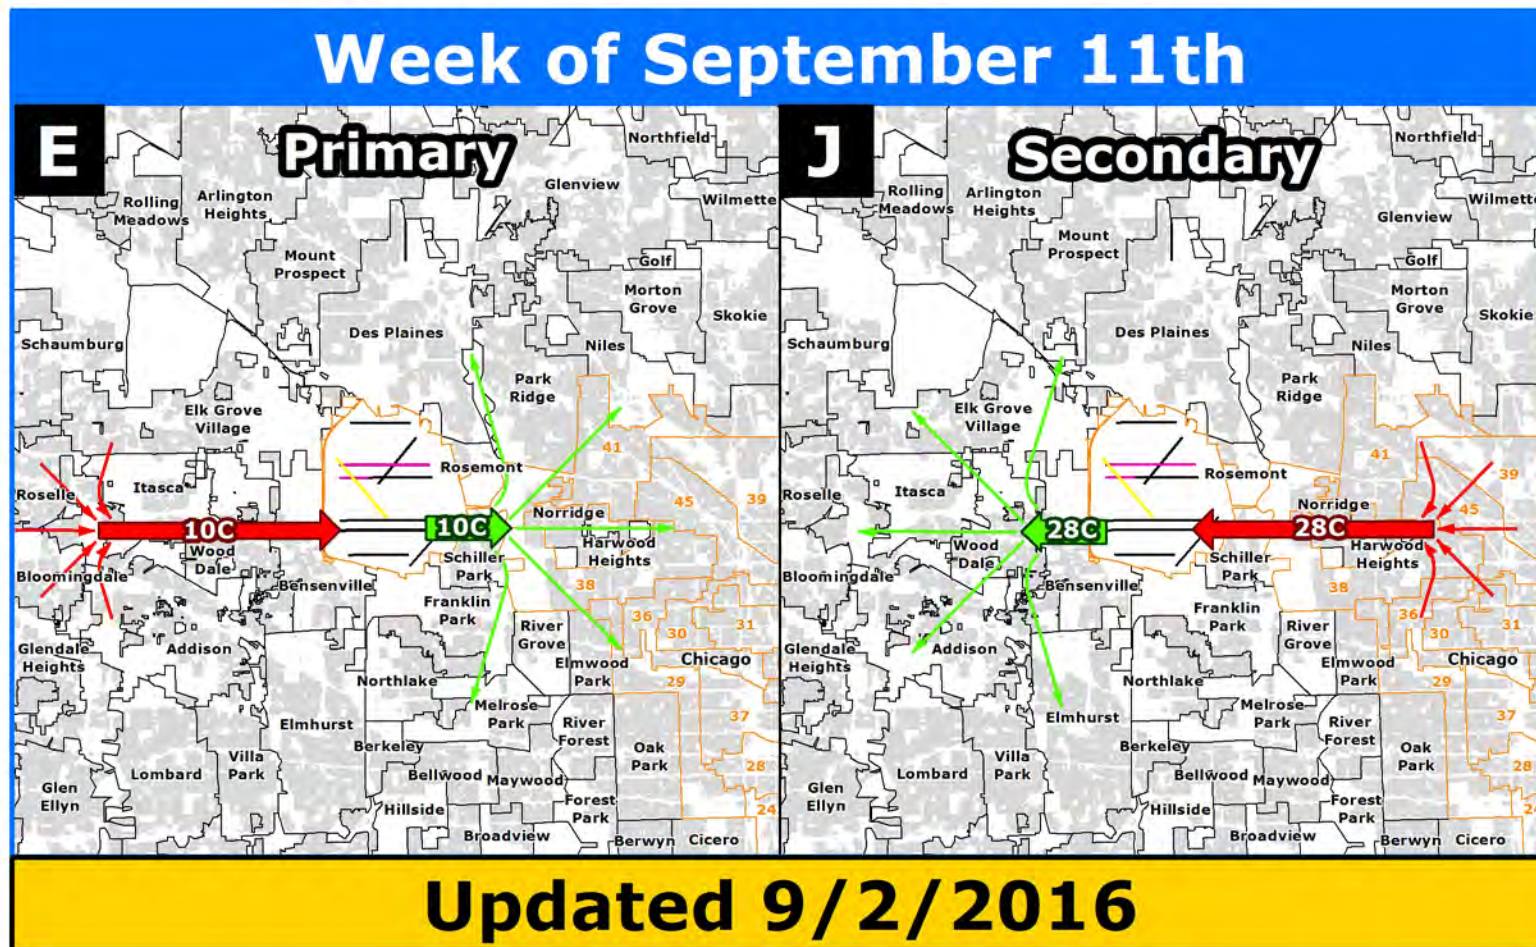 Week of September 11th
E
Primary
Northfield
Rolling
Meadows
Arlington
Heights
Glenview
Wilmette
Mount
Prospect
Golf
Morton
Grove
Skokie
Schaumburg
Des Plaines
Niles
Park
Ridge
Elk Grove
Village
41
Rosemont
Roselle
Itasca
45
39
Norridge
10C
10C
Wood
Dale
Harwood
Heights
Schiller
Park
Bloomingdale
Bensenville
38
Franklin
Park
36
31
River
Grove
30
Glendale
Heights
Addison
Elmwood
Park
Chicago
Northlake
29
Melrose
Park
Elmhurst
River
Forest
37
Berkeley
Oak
Park
Villa
Park
28
Lombard
Bellwood
Maywood
Glen
Ellyn
Hillside
Forest
Park
24
Broadview
Berwyn
Cicero
J
Secondary
Northfield
Rolling
Meadows
Arlington
Heights
Wilmette
Glenview
Mount
Prospect
Golf
Morton
Grove
Skokie
Schaumburg
Des Plaines
Niles
Park
Ridge
Elk Grove
Village
41
Rosemont
39
Roselle
Itasca
Norridge
45
28C
28C
Wood
Dale
Harwood
Heights
Schiller
Park
Bloomingdale
Bensenville
38
Franklin
Park
36
31
River
Grove
30
Glendale
Heights
Addison
Elmwood
Park
Chicago
Northlake
29
Melrose
Park
Elmhurst
River
Forest
37
Berkeley
Oak
Park
Villa
Park
28
Lombard
Bellwood
Maywood
Glen
Ellyn
Hillside
Forest
Park
Broadview
Berwyn
Cicero
Updated 9/2/2016